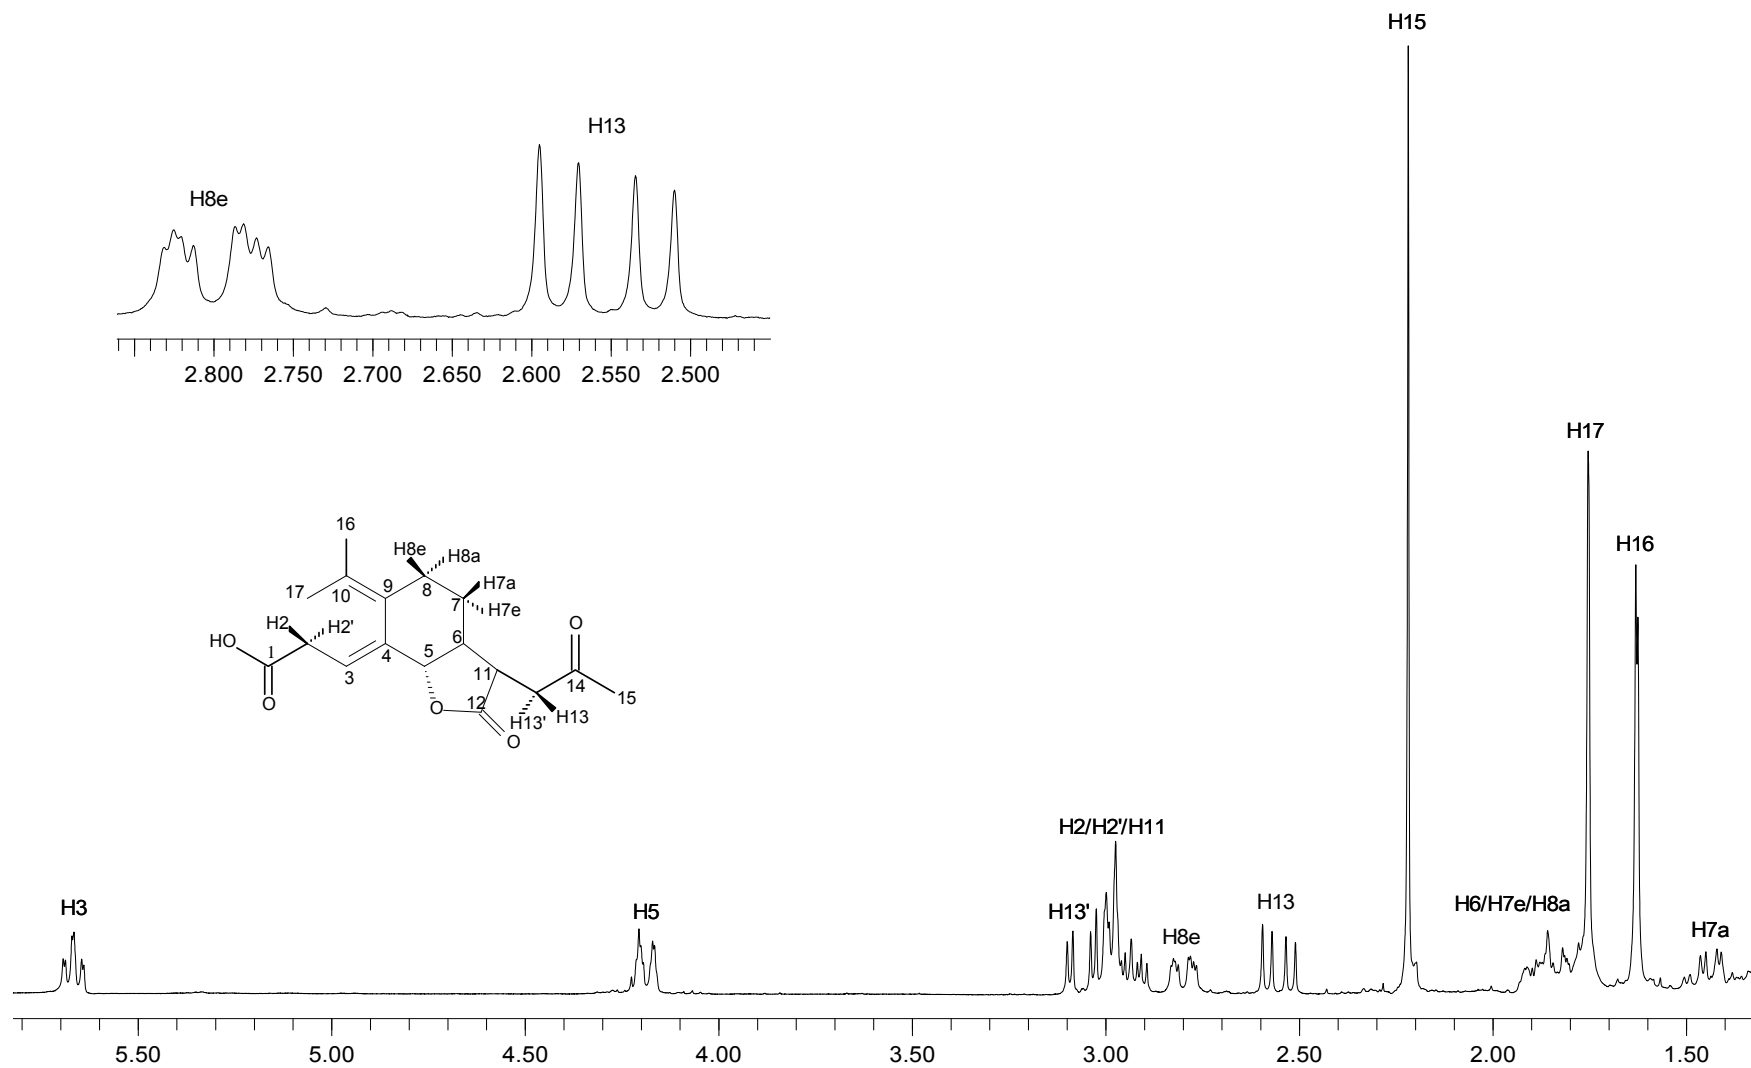 H15
H13
H8e
2.800 2.750 2.700 2.650 2.600 2.550 2.500
H17
H16
16
H8e
H8a
17
10
9
8
H7a
7
H7e
H2
H2'
HO
1
O
3
4
5
6
11
O
14
15
12
O
H13'
H13
O
H3
H5
H13'
H2/H2'/H11
H8e
H13
H6/H7e/H8a
H7a
5.50 5.00 4.50 4.00 3.50 3.00 2.50 2.00 1.50